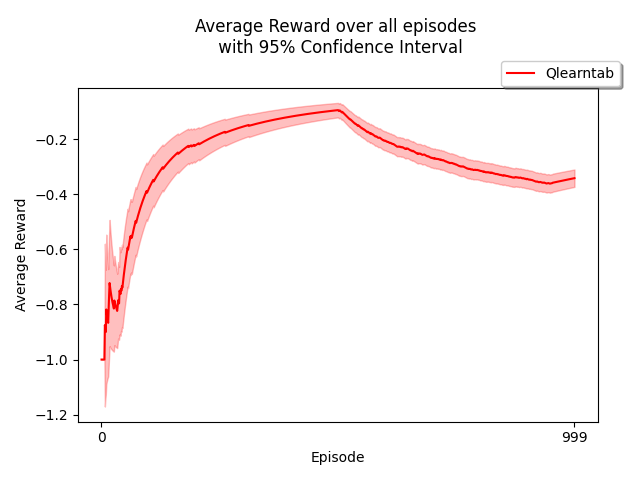 Average Reward over all episodes
with 95% Confidence Interval
Qlearntab
−0.2
−0.4
−0.6
−0.8
−1.0
−1.2
Average Reward
0
999
Episode